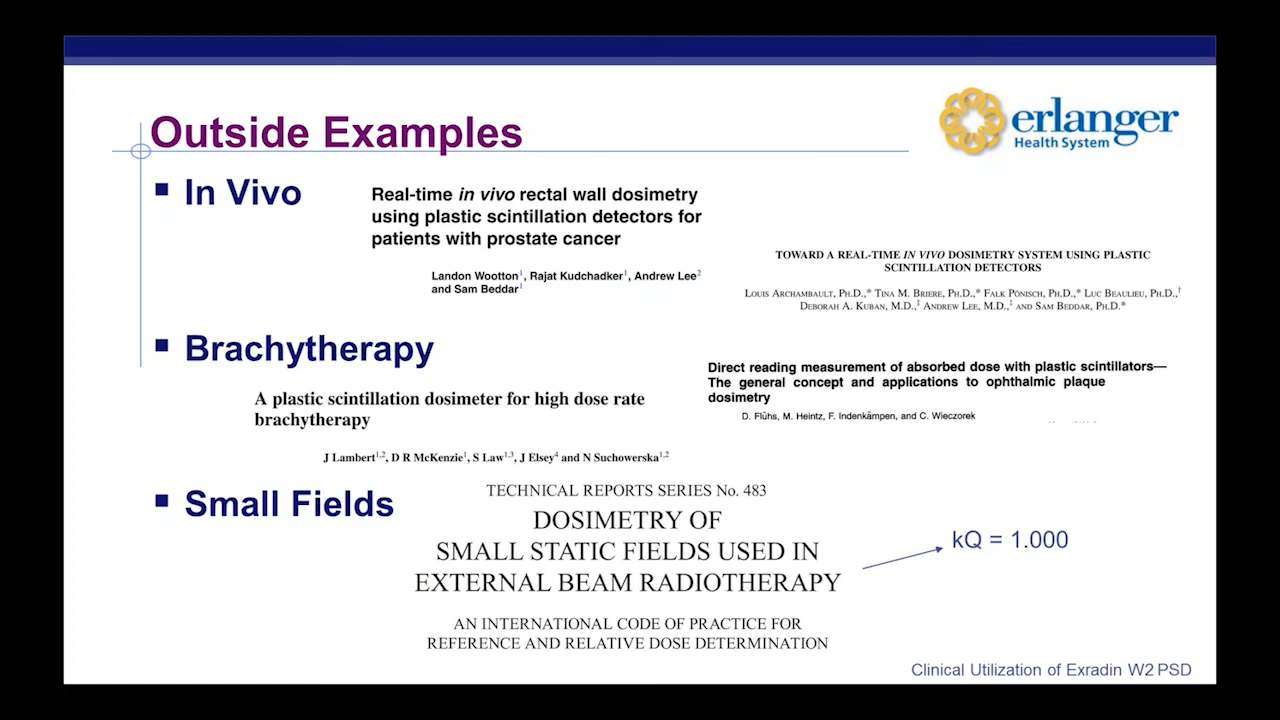 Outside Examples
erlanger
Health System
In Vivo
Real-time in vivo rectal wall dosimetry
using plastic scintillation detectors for
patients with prostate cancer
Landon Wootton1, Rajat Kudchadker1, Andrew Lee2
and Sam Beddar1
TOWARD A REAL-TIME IN VIVO DOSIMETRY SYSTEM USING PLASTIC
SCINTILLATION DETECTORS
LOUIS ARCHAMBAULT, PH.D.,* TINA M. BRIERE, PH.D.,* FALK PÖNISCH, PH.D.,* LUC BEAULIEU, PH.D.,†
DEBORAH A. KUBAN, M.D.,‡ ANDREW LEE, M.D.,‡ AND SAM BEDDAR, PH.D.*
Brachytherapy
A plastic scintillation dosimeter for high dose rate
brachytherapy
J Lambert1,2, D R McKenzie1, S Law1,3, J Elsey4 and N Suchowerska1,2
Direct reading measurement of absorbed dose with plastic scintillators—
The general concept and applications to ophthalmic plaque
dosimetry
D. Flühs, M. Heintz, F. Indenkämpen, and C. Wieczorek
Small Fields
TECHNICAL REPORTS SERIES No. 483
DOSIMETRY OF
SMALL STATIC FIELDS USED IN
EXTERNAL BEAM RADIOTHERAPY
AN INTERNATIONAL CODE OF PRACTICE FOR
REFERENCE AND RELATIVE DOSE DETERMINATION
kQ = 1.000
Clinical Utilization of Exradin W2 PSD